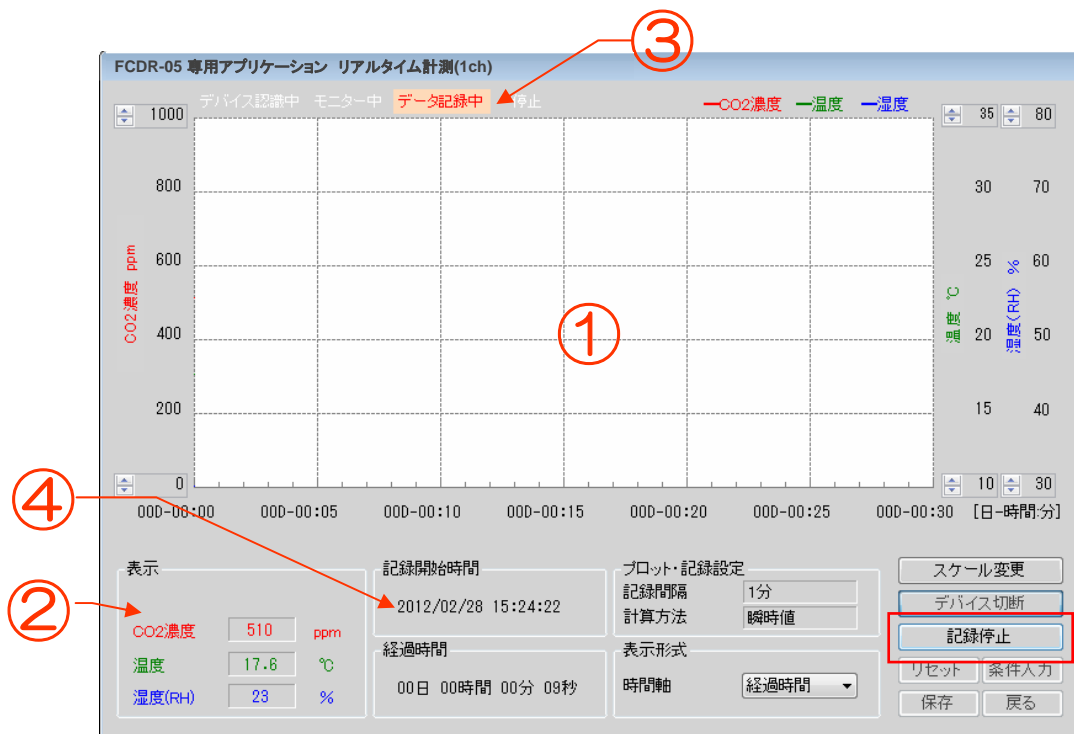 ③
FCDR-05 専用アプリケーション リアルタイム計測(1ch)
デバイス認識中 モニター中 データ記録中 停止
CO2濃度 温度 湿度
1000 35 80
800 30 70
600 25 60
400 20 50
200 15 40
0 10 30
CO2濃度 ppm
温度 ℃
湿度(RH) %
①
④
00D-00:00 00D-00:05 00D-00:10 00D-00:15 00D-00:20 00D-00:25 00D-00:30 [日-時間:分]
②
表示
CO2濃度 510 ppm
温度 17.6 ℃
湿度(RH) 23 %
記録開始時間
2012/02/28 15:24:22
経過時間
00日 00時間 00分 09秒
プロット・記録設定
記録間隔 1分
計算方法 瞬時値
表示形式
時間軸 経過時間
スケール変更
デバイス切断
記録停止
リセット 条件入力
保存 戻る